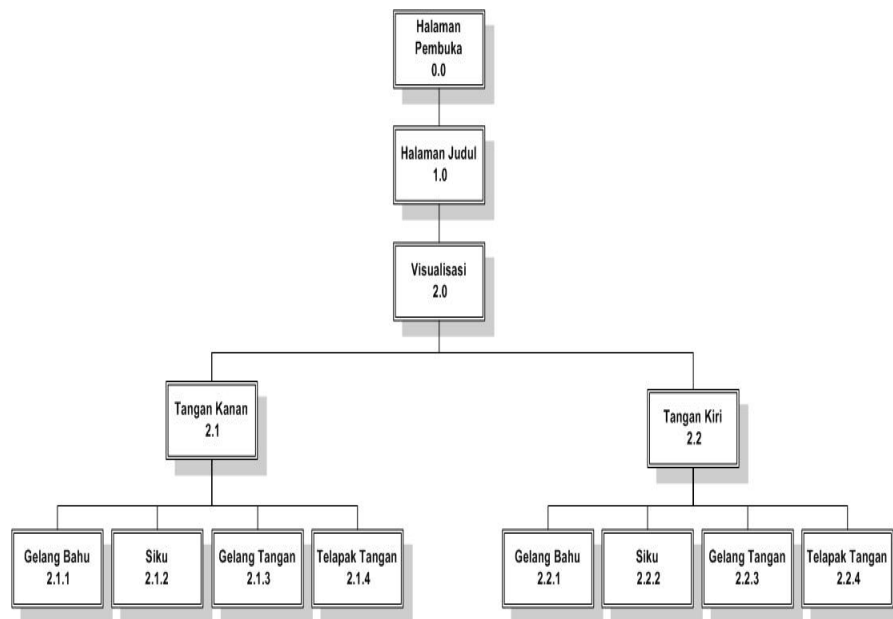 Halaman
Pembuka
0.0
Halaman Judul
1.0
Visualisasi
2.0
Tangan Kanan
2.1
Tangan Kiri
2.2
Gelang Bahu
2.1.1
Siku
2.1.2
Gelang Tangan
2.1.3
Telapak Tangan
2.1.4
Gelang Bahu
2.2.1
Siku
2.2.2
Gelang Tangan
2.2.3
Telapak Tangan
2.2.4